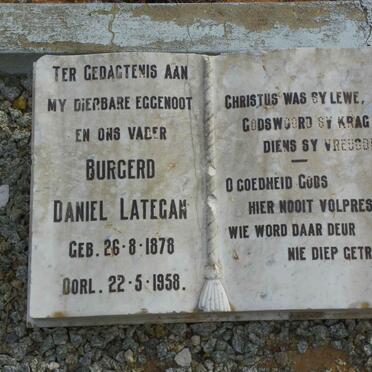 TER GEDAGTENIS AAN
MY DIERBARE EGGENOOT
EN ONS VADER
BURGERD
DANIEL LATEGAN
GEB. 26-8-1878
OORL. 22-5-1958.
CHRISTUS WAS SY LEWE,
GODSWOORD SY KRAG
DIENS SY
O GOEDHEID GODS
HIER NOOIT
WIE WORD DAAR DEUR
NIE DIEP